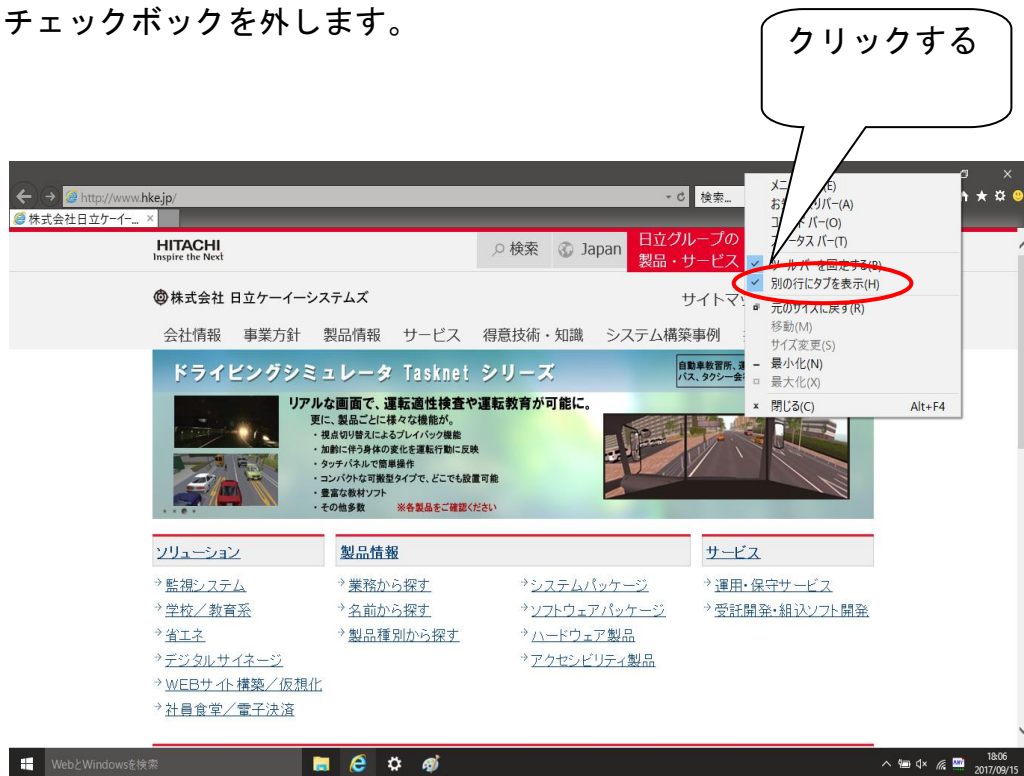 チェックボックを外します。
クリックする
http://www.hke.jp/
検索...
株式会社日立ケーイー... ×
お
(E)
リバー(A)
バー(O)
タス バー(T)
ツールバーを固定する(B)
別の行にタブを表示(H)
元のサイズに戻す(R)
移動(M)
サイズ変更(S)
最小化(N)
最大化(X)
閉じる(C) Alt+F4
HITACHI
Inspire the Next
検索 Japan
日立グループの
製品・サービス
株式会社 日立ケーイーシステムズ
サイトマ
会社情報 事業方針 製品情報 サービス 得意技術・知識 システム構築事例
ドライビングシミュレータ Tasknet シリーズ
自動車教習所、
バス、タクシー会
リアルな画面で、運転適性検査や運転教育が可能に。
更に、製品ごとに様々な機能が。
・視点切り替えによるプレイバック機能
・加齢に伴う身体の変化を運転行動に反映
・タッチパネルで簡単操作
・コンパクトな可搬型タイプで、どこでも設置可能
・豊富な教材ソフト
・その他多数 ※各製品をご確認ください
ソリューション 製品情報 サービス
監視システム 業務から探す システムパッケージ 運用・保守サービス
学校／教育系 名前から探す ソフトウェアパッケージ 受託開発・組込ソフト開発
省エネ 製品種別から探す ハードウェア製品
デジタルサイネージ アクセシビリティ製品
WEBサイト構築／仮想化
社員食堂／電子決済
WebとWindowsを検索
18:06
2017/09/15